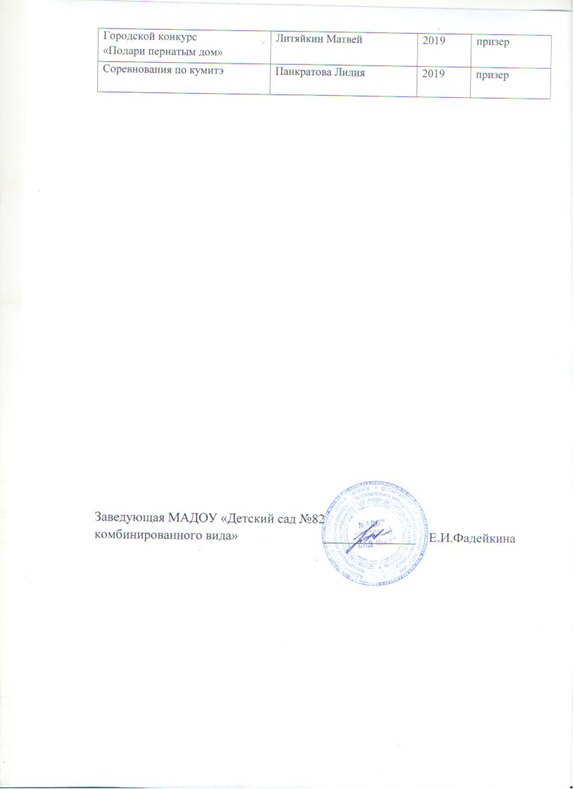 Городской конкурс «Подари пернатым дом» Литяйкин Матвей 2019 призер
Соревнования по кумитэ Панкратова Лилия 2019 призер
Заведующая МАДОУ «Детский сад №82
комбинированного вида» Е.И.Фадейкина